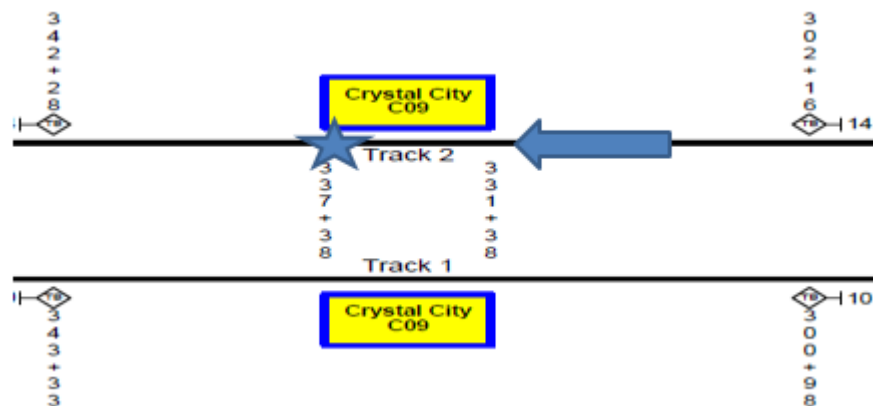 342+28
302+16
Crystal City
C09
TB
TB
14
Track 2
337+38
331+38
Track 1
TB
TB
10
Crystal City
C09
343+33
300+98